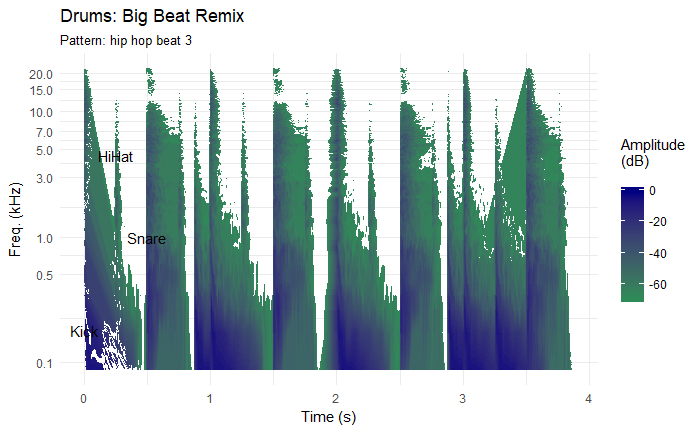 Drums: Big Beat Remix
Pattern: hip hop beat 3
20.0
15.0
10.0
7.0
5.0
3.0
1.0
0.5
0.1
Freq. (kHz)
HiHat
Snare
Kick
0
1
2
3
4
Time (s)
Amplitude
(dB)
0
-20
-40
-60